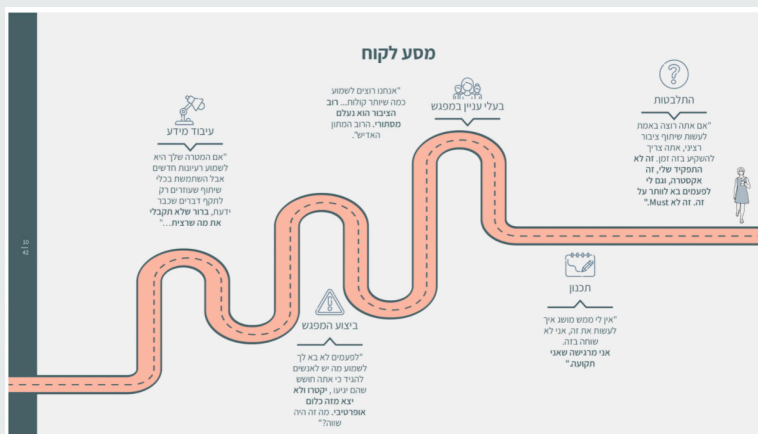 מסע לקוח
התלבטות
"אם אתה רוצה באמת
לעשות שיתוף ציבור
רציני, אתה צריך
להשקיע בזה זמן. זה לא
התפקיד שלי, זה
אקסטרה, וגם לי
לפעמים בא לוותר על
זה. זה לא Must."
תכנון
"אין לי ממש מושג איך
לעשות את זה, אני לא
שוחה בזה.
אני מרגישה שאני
תקועה."
בעלי עניין במפגש
"אנחנו רוצים לשמוע
כמה שיותר קולות... רוב
הציבור הוא נעלם
מסתורי. הרוב המתון
האדיש".
ביצוע המפגש
"לפעמים לא בא לך
לשמוע מה יש לאנשים
להגיד כי אתה חושש
שהם יגיעו, יקטרו ולא
יצא מזה כלום
אופרטיבי. מה זה היה
שווה?"
עיבוד מידע
"אם המטרה שלך היא
לשמוע רעיונות חדשים
אבל השתמשת בכלי
שיתוף שעוזרים רק
לתקף דברים שכבר
ידעת, ברור שלא תקבלי
את מה שרצית..."
10
42